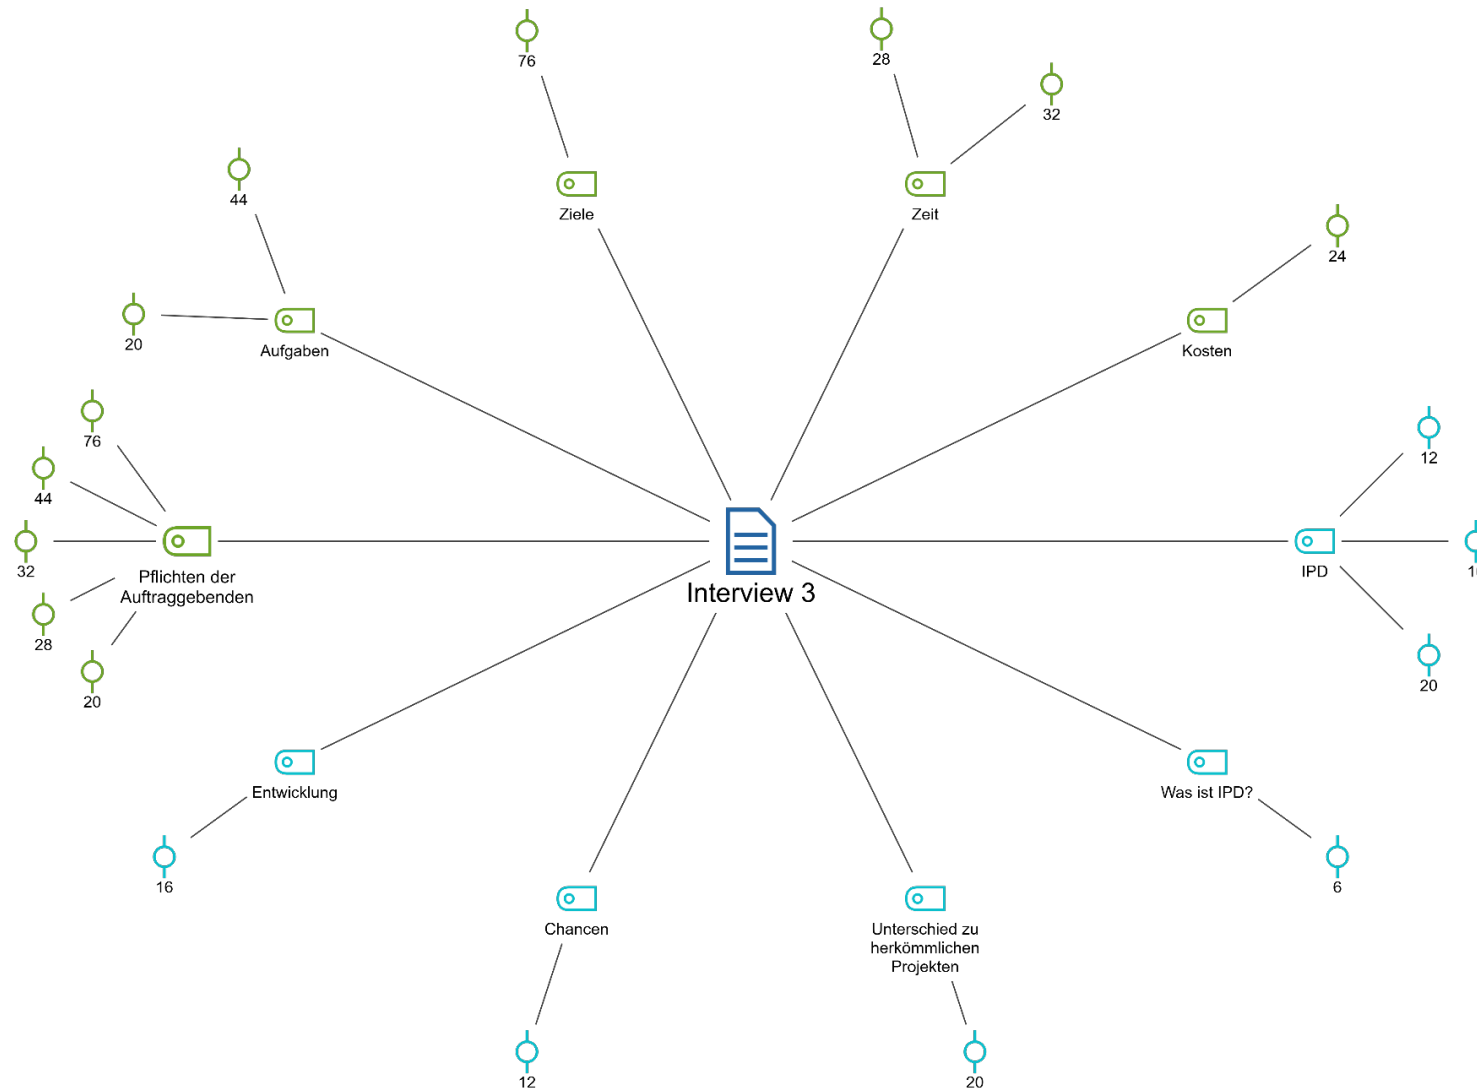 76
28
32
44
Ziele
Zeit
24
20
Aufgaben
Kosten
76
12
44
32
Pflichten der
Auftraggebenden
Interview 3
IPD
28
20
20
Entwicklung
Was ist IPD?
16
6
Chancen
Unterschied zu
herkömmlichen
Projekten
12
20